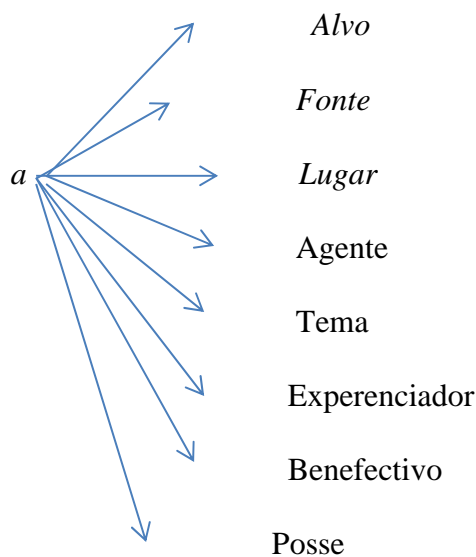 Alvo
Fonte
a Lugar
Agente
Tema
Experenciador
Benefectivo
Posse